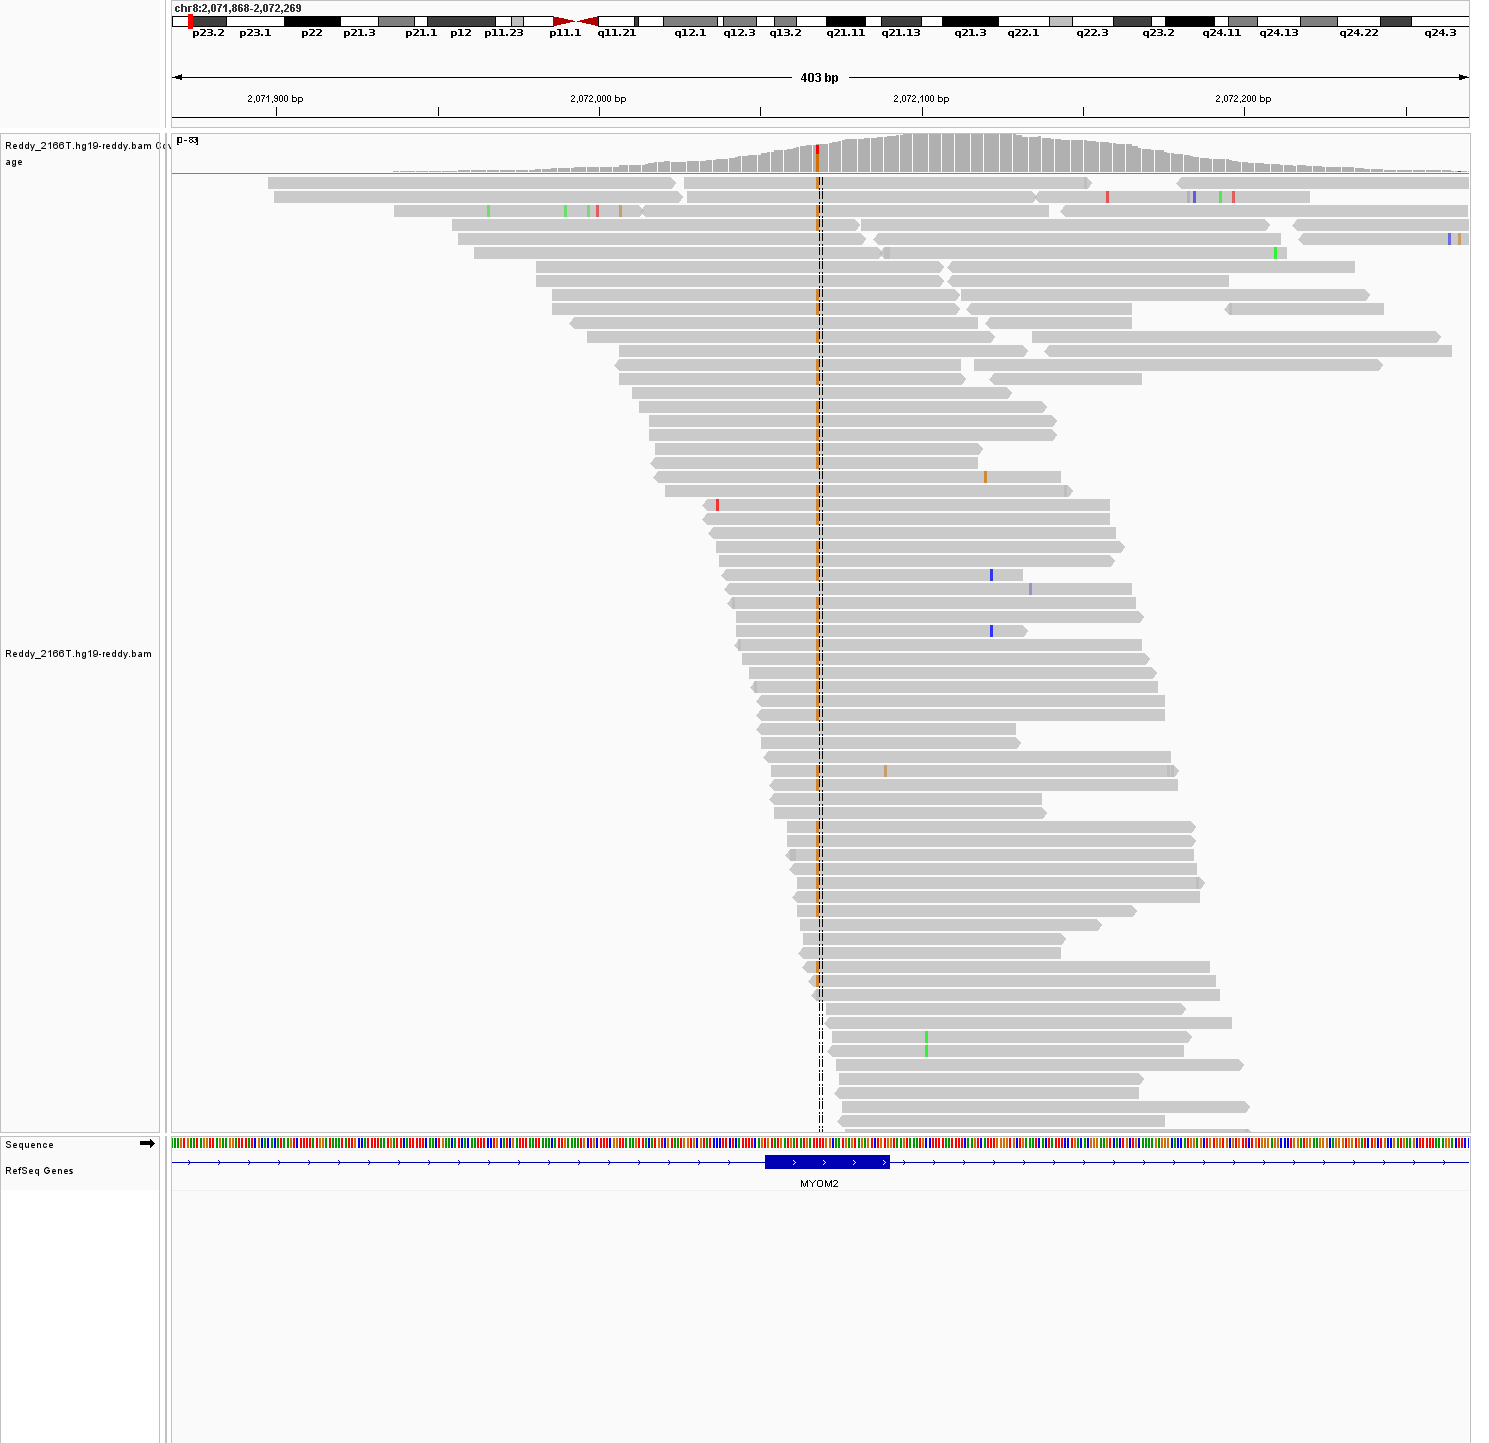 chr8:2,071,868-2,072,269
p23.2 p23.1 p22 p21.3 p21.1 p12 p11.23 p11.1 q11.21 q12.1 q12.3 q13.2 q21.11 q21.13 q21.3 q22.1 q22.3 q23.2 q24.11 q24.13 q24.22 q24.3
403 bp
2,071,900 bp 2,072,000 bp 2,072,100 bp 2,072,200 bp
Reddy_2166T.hg19-reddy.bam Cov
age
[0 - 83]
Reddy_2166T.hg19-reddy.bam
Sequence
RefSeq Genes
MYOM2